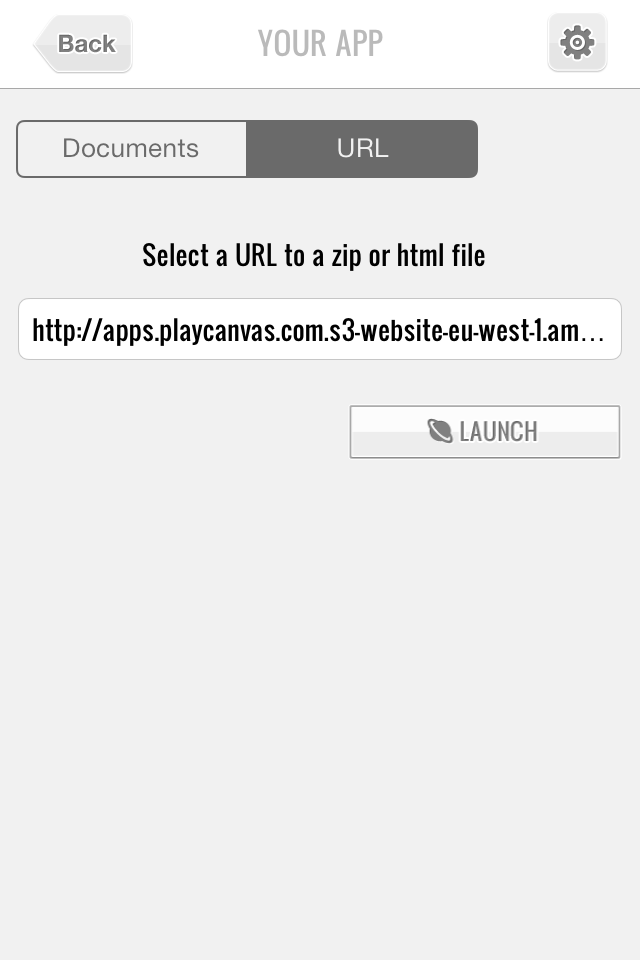 Back
YOUR APP
Documents
URL
Select a URL to a zip or html file
http://apps.playcanvas.com.s3-website-eu-west-1.am...
LAUNCH